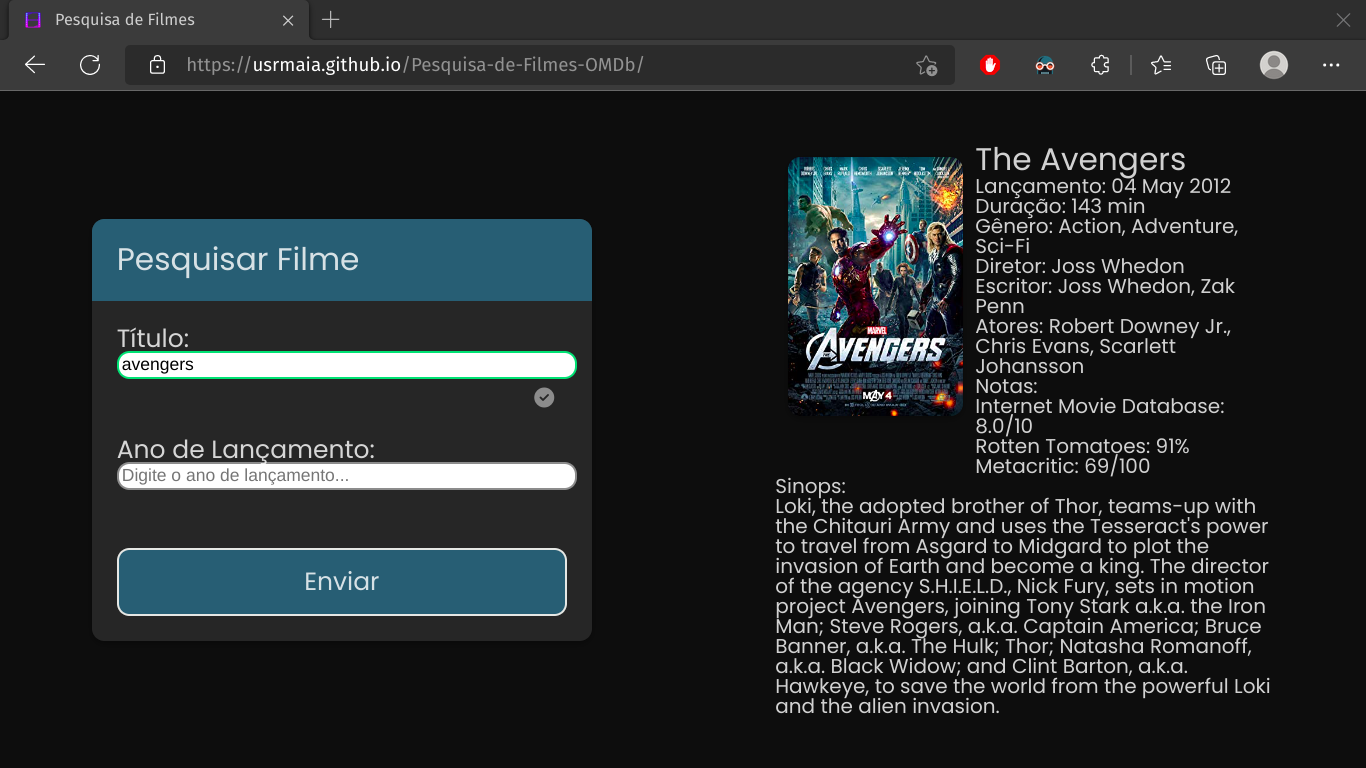 Pesquisa de Filmes
https://usrmaia.github.io/Pesquisa-de-Filmes-OMDb/
Pesquisar Filme
Título:
avengers
Ano de Lançamento:
Digite o ano de lançamento...
Enviar
MARVEL
AVENGERS
MAY 4
The Avengers
Lançamento: 04 May 2012
Duração: 143 min
Gênero: Action, Adventure,
Sci-Fi
Diretor: Joss Whedon
Escritor: Joss Whedon, Zak
Penn
Atores: Robert Downey Jr.,
Chris Evans, Scarlett
Johansson
Notas:
Internet Movie Database:
8.0/10
Rotten Tomatoes: 91%
Metacritic: 69/100
Sinops:
Loki, the adopted brother of Thor, teams-up with
the Chitauri Army and uses the Tesseract's power
to travel from Asgard to Midgard to plot the
invasion of Earth and become a king. The director
of the agency S.H.I.E.L.D., Nick Fury, sets in motion
project Avengers, joining Tony Stark a.k.a. the Iron
Man; Steve Rogers, a.k.a. Captain America; Bruce
Banner, a.k.a. The Hulk; Thor; Natasha Romanoff,
a.k.a. Black Widow; and Clint Barton, a.k.a.
Hawkeye, to save the world from the powerful Loki
and the alien invasion.